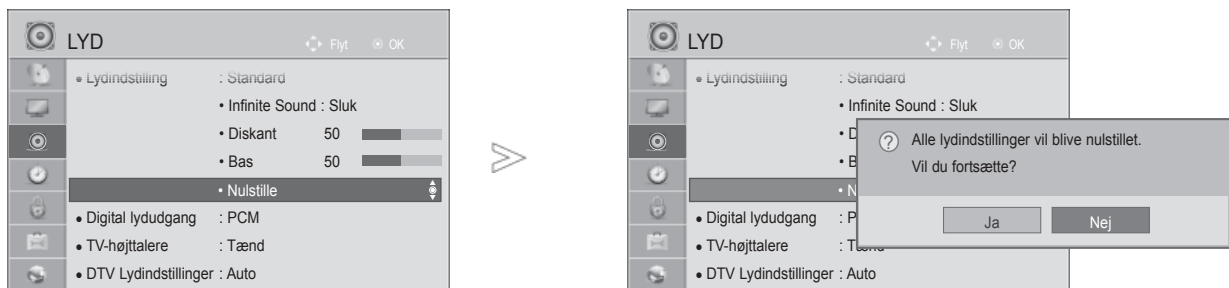 LYD
Flyt OK
Lydindstilling : Standard
• Infinite Sound : Sluk
• Diskant 50
• Bas 50
• Nulstille
• Digital lydudgang : PCM
• TV-højttalere : Tænd
• DTV Lydindstillinger : Auto
LYD
Flyt OK
• Lydindstilling : Standard
• Infinite Sound : Sluk
• D
• B
• N
• Digital lydudgang : P
• TV-højttalere : Tænd
• DTV Lydindstillinger : Auto
Alle lydindstillinger vil blive nulstillet.
Vil du fortsætte?
Ja Nej